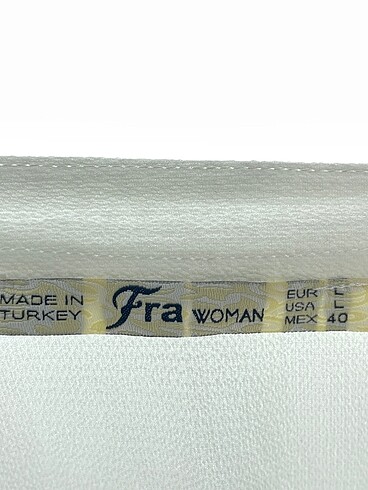 MADE IN
TURKEY
Fra WOMAN
EUR L
USA L
MEX 40